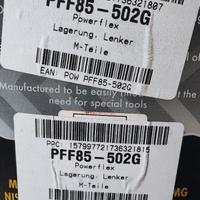 PFF85-502G
Powerflex
Lagerung, Lenker
M-Teile
EAN: POW PFF85-502G
Manufactured to be easily
need for special tools
PPC: 157997721736321815
PFF85-502G
Powerflex
Lagerung, Lenker
M-Teile